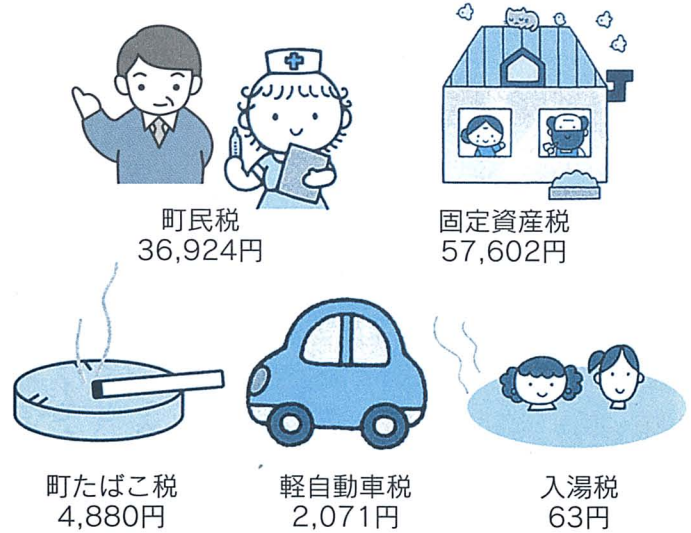 町民税
36,924円
固定資産税
57,602円
町たばこ税
4,880円
軽自動車税
2,071円
入湯税
63円